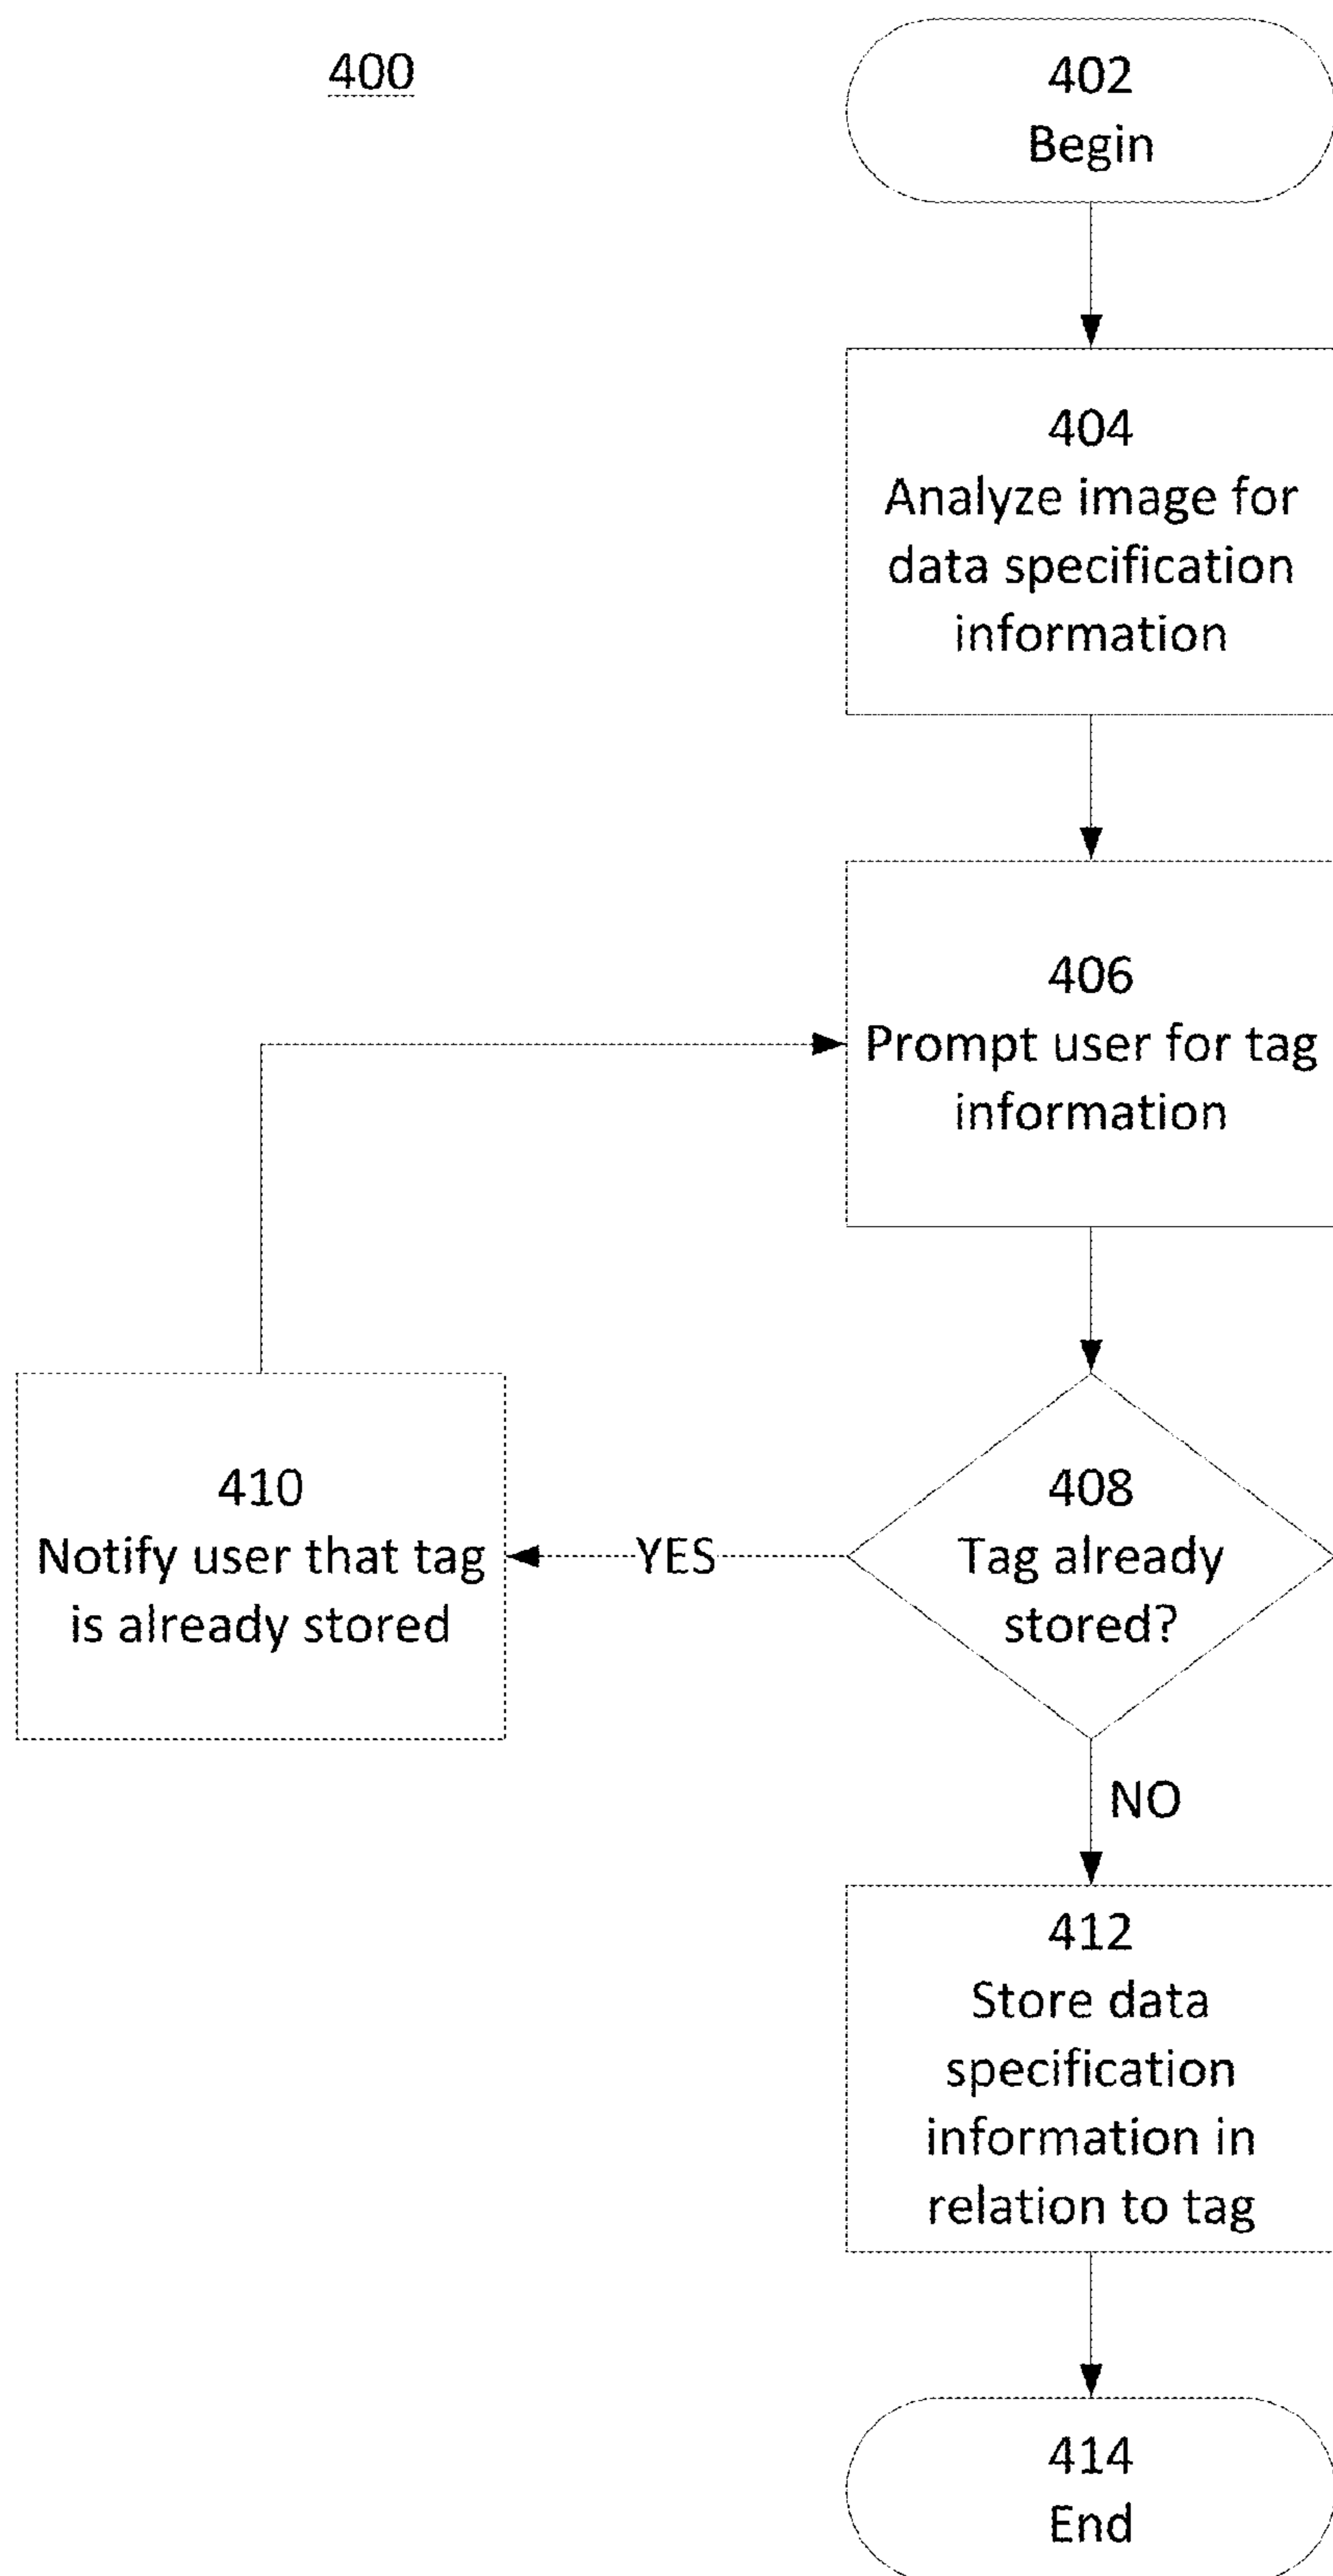 400
402
Begin
404
Analyze image for
data specification
information
406
Prompt user for tag
information
408
Tag already
stored?
YES
410
Notify user that tag
is already stored
NO
412
Store data
specification
information in
relation to tag
414
End